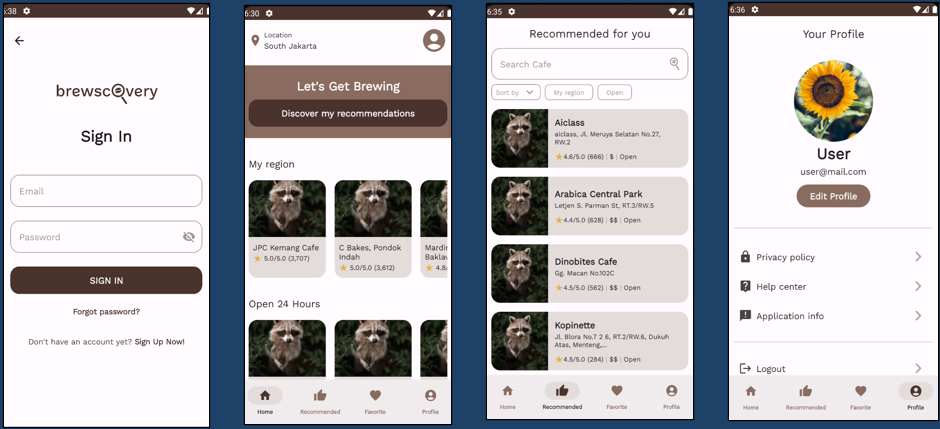 6:38
brewscovery
Sign In
Email
Password
SIGN IN
Forgot password?
Don't have an account yet? Sign Up Now!
6:30
Location
South Jakarta
Let's Get Brewing
Discover my recommendations
My region
JPC Kemang Cafe
5.0/5.0 (3,707)
C Bakes, Pondok
Indah
5.0/5.0 (3,612)
Mardin
Baklav
4.8/
Open 24 Hours
Home
Recommended
Favorite
Profile
6:35
Recommended for you
Search Cafe
Sort by
My region
Open
Aiclass
aiclass, Jl. Meruya Selatan No.27,
RW.2
4.6/5.0 (666) | $ | Open
Arabica Central Park
Letjen S. Parman St, RT.3/RW.5
4.4/5.0 (628) | $$ | Open
Dinobites Cafe
Gg. Macan No.102C
4.5/5.0 (562) | $$ | Open
Kopinette
Jl. Blora No.7 2 6, RT.2/RW.6, Dukuh
Atas, Menteng,...
4.5/5.0 (284) | $$ | Open
Home
Recommended
Favorite
Profile
6:36
Your Profile
User
user@mail.com
Edit Profile
Privacy policy
Help center
Application info
Logout
Home
Recommended
Favorite
Profile